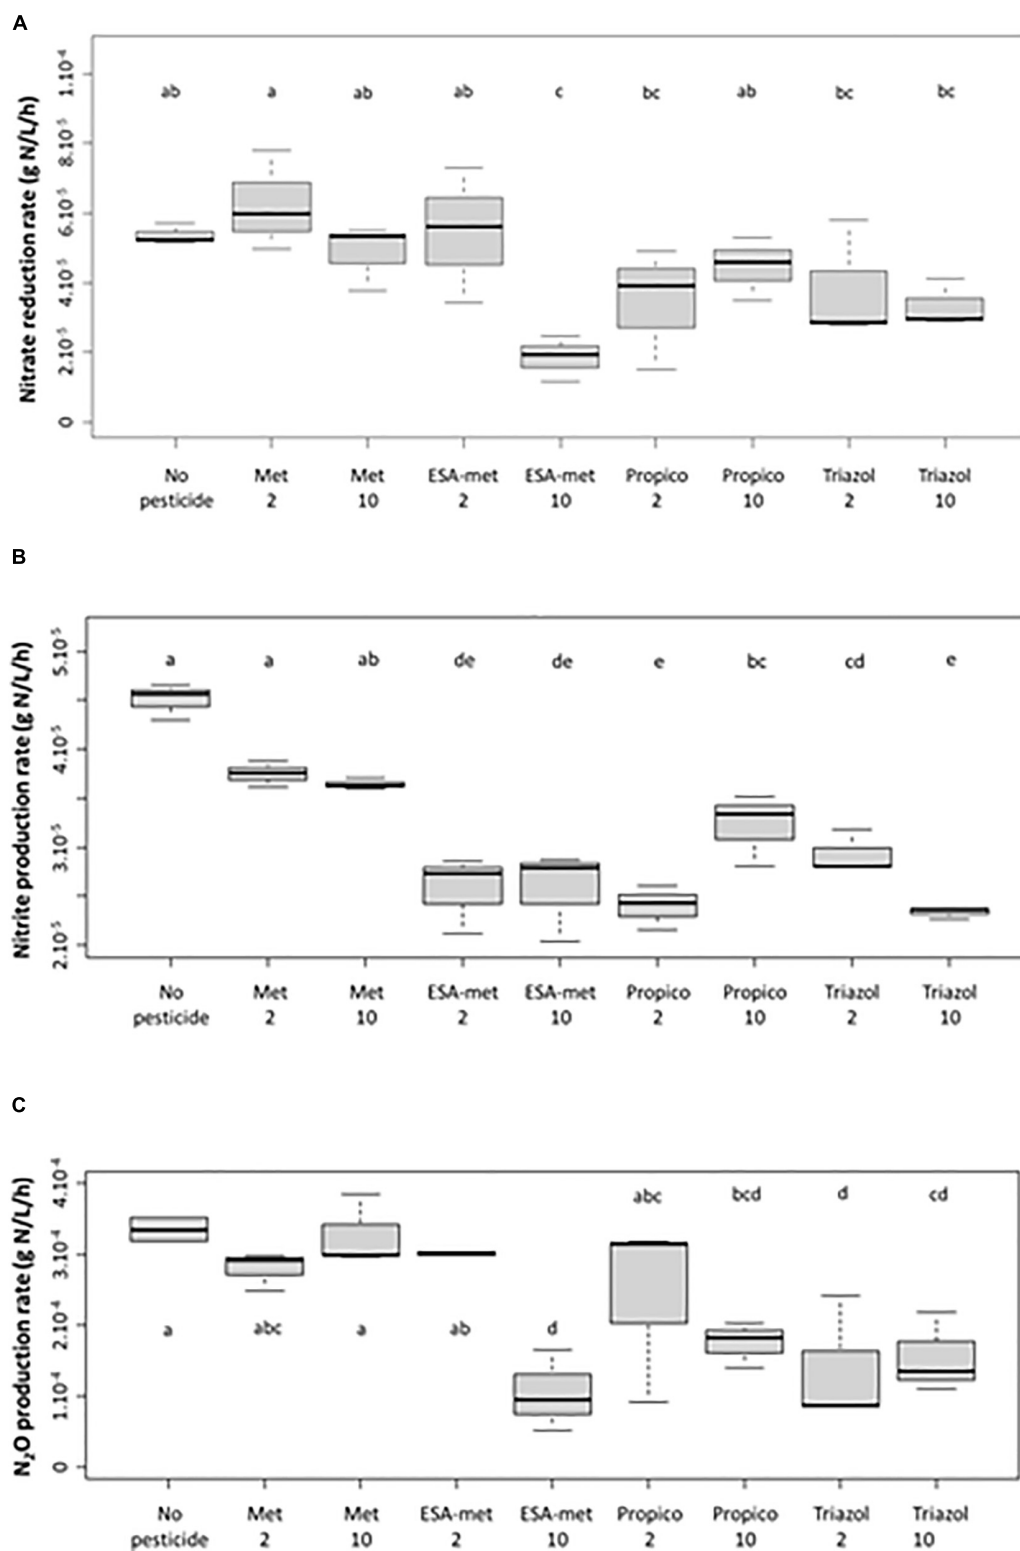 A
Nitrate reduction rate (g N/L/h)
1.10⁻⁴
8.10⁻⁵
6.10⁻⁵
4.10⁻⁵
2.10⁻⁵
0
ab a ab ab c bc ab bc bc
No Met Met ESA-met ESA-met Propico Propico Triazol Triazol
pesticide 2 10 2 10 2 10 2 10
B
Nitrite production rate (g N/L/h)
5.10⁻⁵
4.10⁻⁵
3.10⁻⁵
2.10⁻⁵
a a ab de de e bc cd e
No Met Met ESA-met ESA-met Propico Propico Triazol Triazol
pesticide 2 10 2 10 2 10 2 10
C
N₂O production rate (g N/L/h)
4.10⁻⁴
3.10⁻⁴
2.10⁻⁴
1.10⁻⁴
0
abc bcd d cd
a abc a ab d
No Met Met ESA-met ESA-met Propico Propico Triazol Triazol
pesticide 2 10 2 10 2 10 2 10